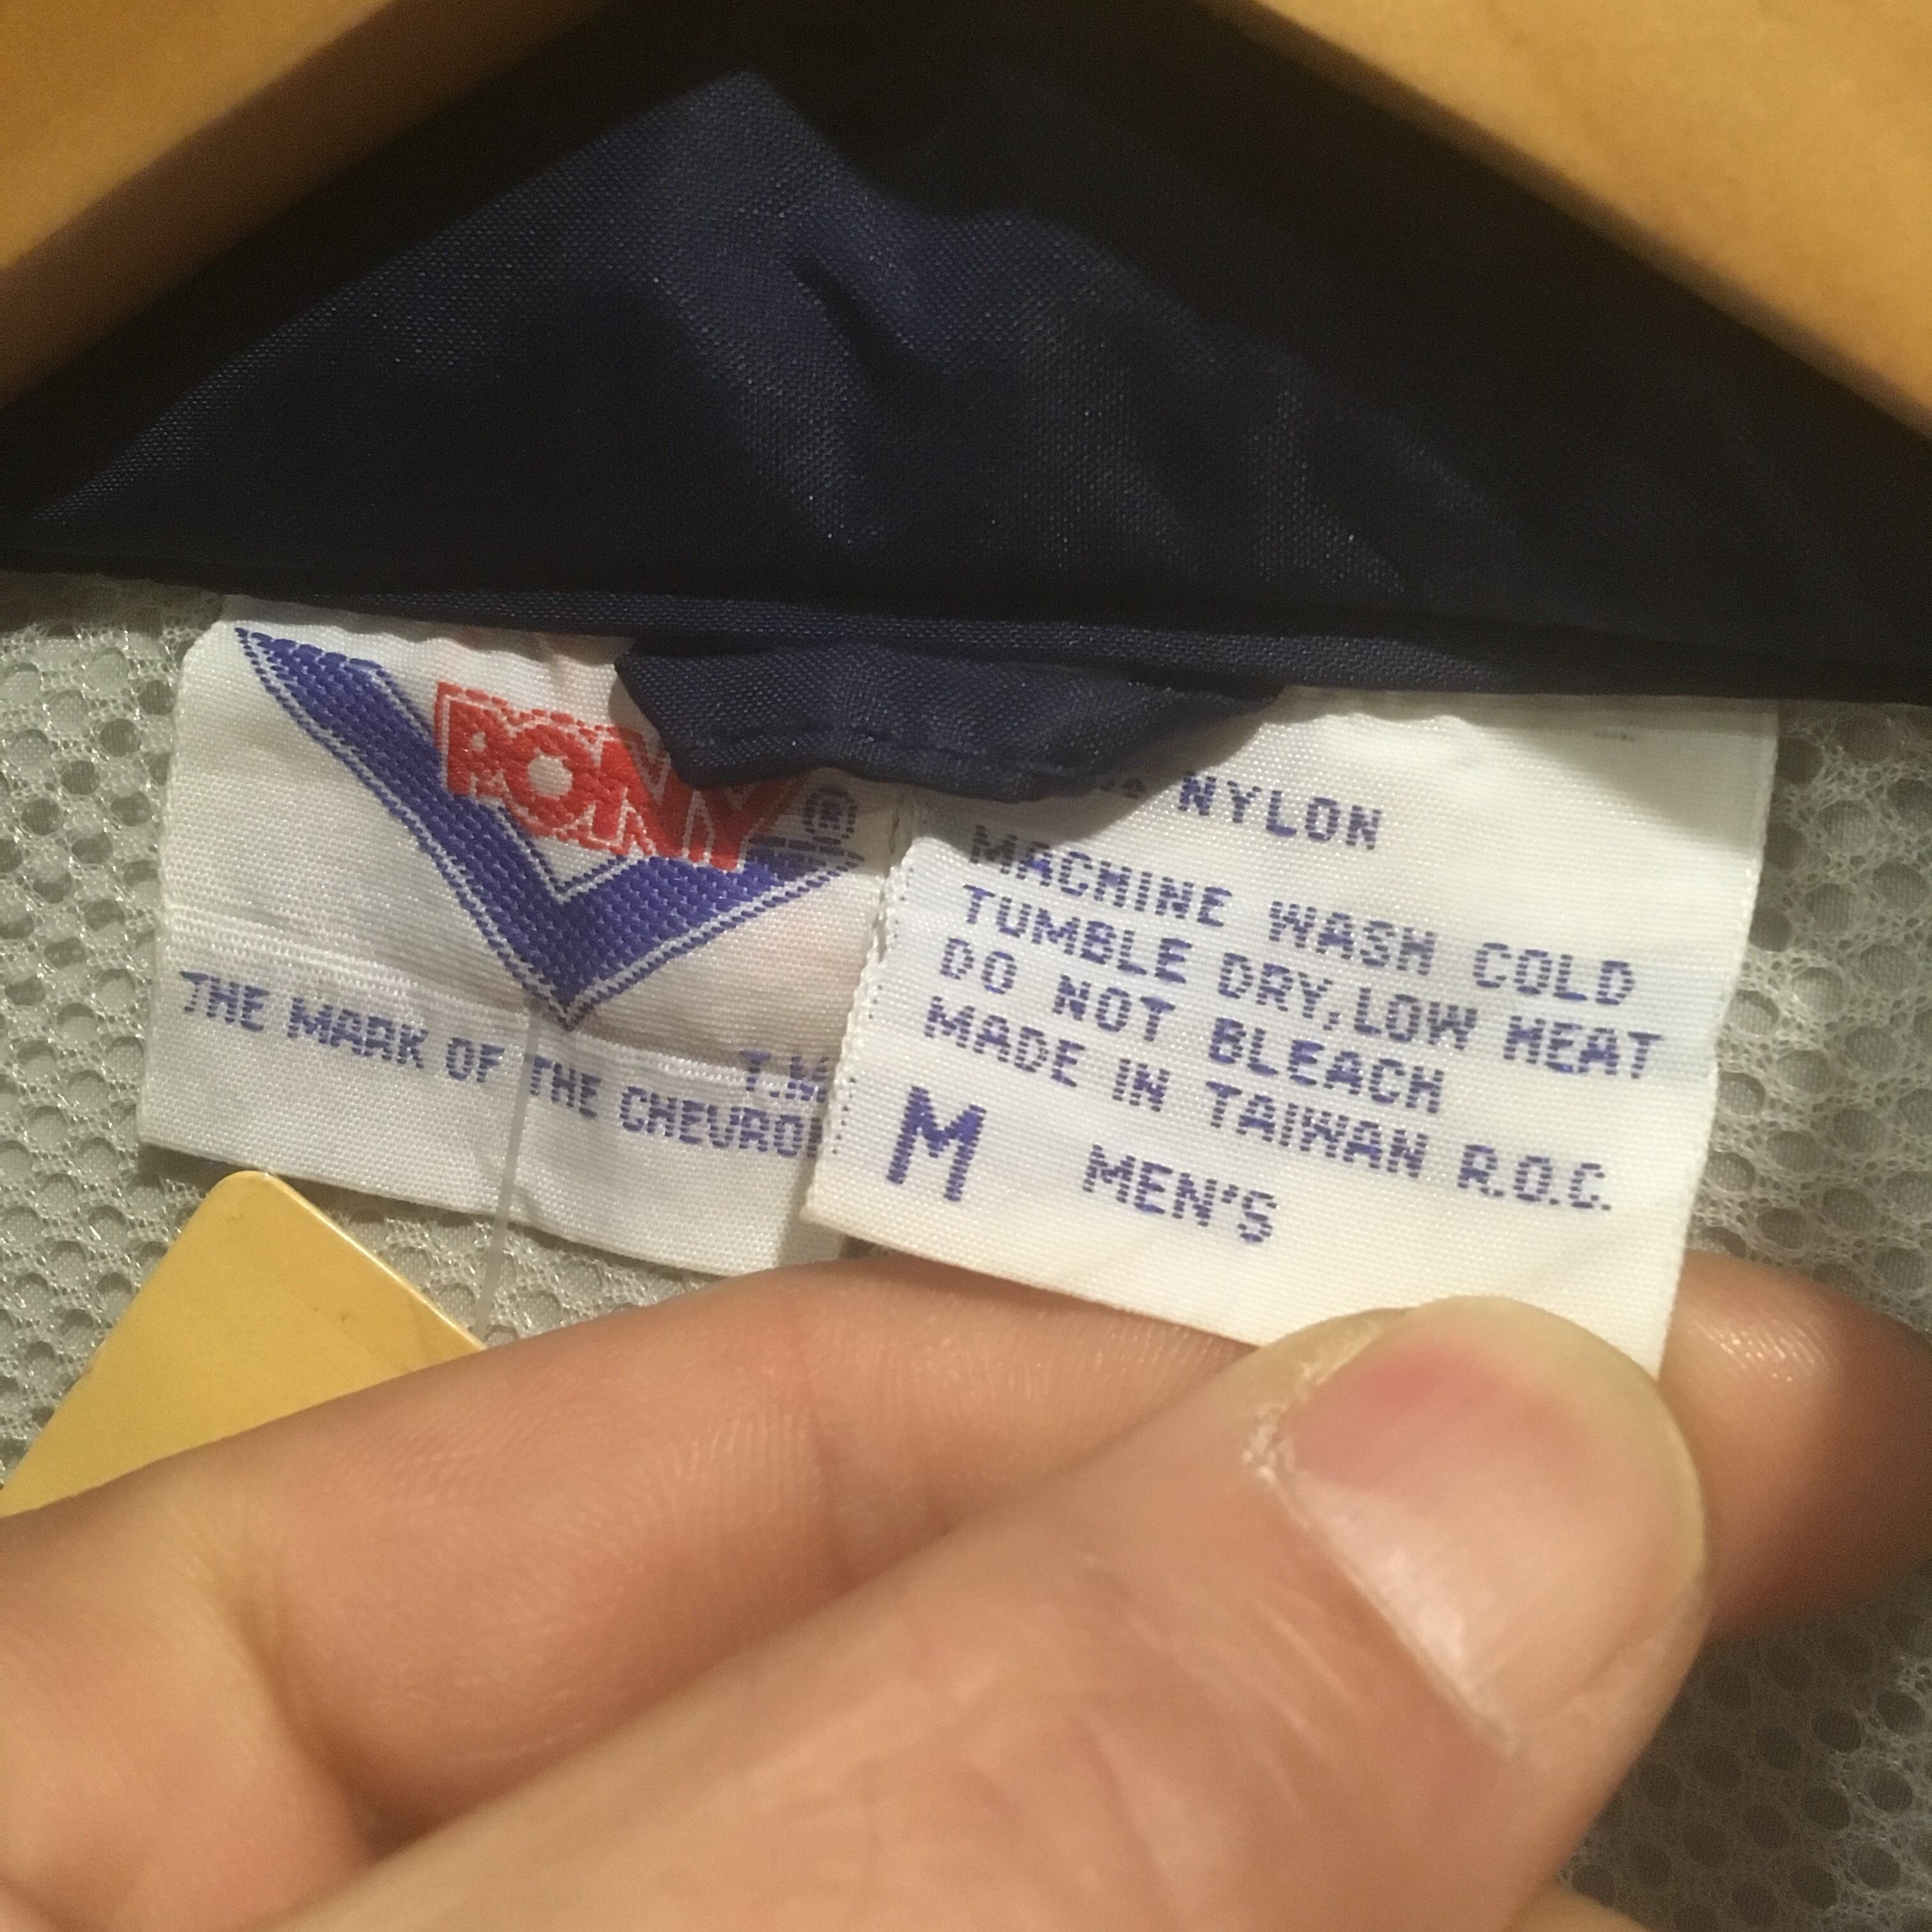 PONY
®
T.M
THE MARK OF THE CHEVRON
NYLON
MACHINE WASH COLD
TUMBLE DRY, LOW HEAT
DO NOT BLEACH
MADE IN TAIWAN R.O.C.
M MEN'S